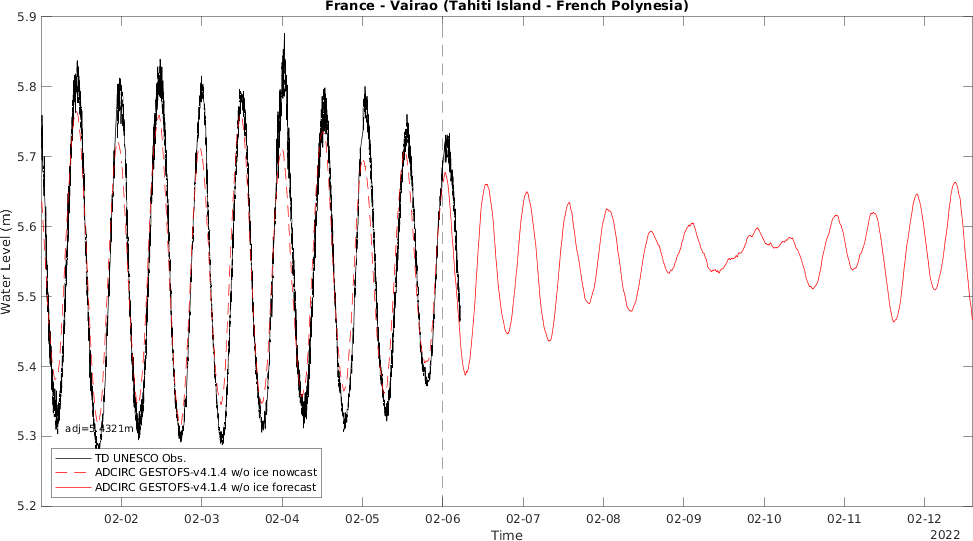 France - Vairao (Tahiti Island - French Polynesia)
5.9
5.8
5.7
5.6
5.5
5.4
5.3
5.2
Water Level (m)
adj=5.4321m
TD UNESCO Obs.
ADCIRC GESTOFS-v4.1.4 w/o ice nowcast
ADCIRC GESTOFS-v4.1.4 w/o ice forecast
02-02 02-03 02-04 02-05 02-06 02-07 02-08 02-09 02-10 02-11 02-12
Time
2022